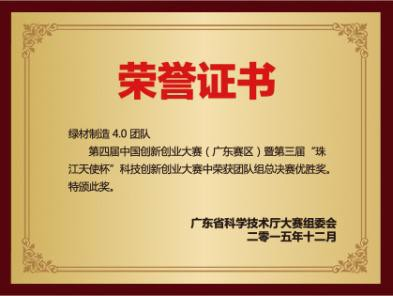 荣誉证书
绿材制造 4.0 团队
第四届中国创新创业大赛（广东赛区）暨第三届“珠
江天使杯”科技创新创业大赛中荣获团队组总决赛优胜奖。
特颁此奖。
广东省科学技术厅大赛组委会
二零一五年十二月